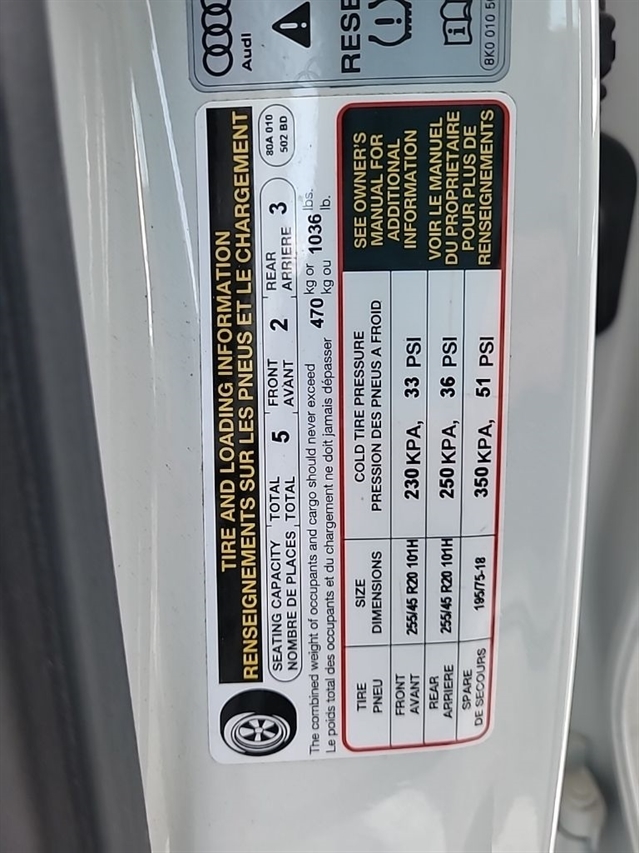 Audi
RESE
8K0 010 50
TIRE AND LOADING INFORMATION
RENSEIGNEMENTS SUR LES PNEUS ET LE CHARGEMENT
SEATING CAPACITY TOTAL 5 FRONT 2 REAR 3
NOMBRE DE PLACES TOTAL AVANT ARRIERE
80A 010
502 BD
The combined weight of occupants and cargo should never exceed 470 kg or 1036 lbs.
Le poids total des occupants et du chargement ne doit jamais dépasser kg ou lb.
TIRE SIZE COLD TIRE PRESSURE
PNEU DIMENSIONS PRESSION DES PNEUS A FROID
FRONT 255/45 R20 101H 230 KPA, 33 PSI
AVANT
REAR 255/45 R20 101H 250 KPA, 36 PSI
ARRIERE
SPARE 195/75-18 350 KPA, 51 PSI
DE SECOURS
SEE OWNER'S
MANUAL FOR
ADDITIONAL
INFORMATION
VOIR LE MANUEL
DU PROPRIETAIRE
POUR PLUS DE
RENSEIGNEMENTS